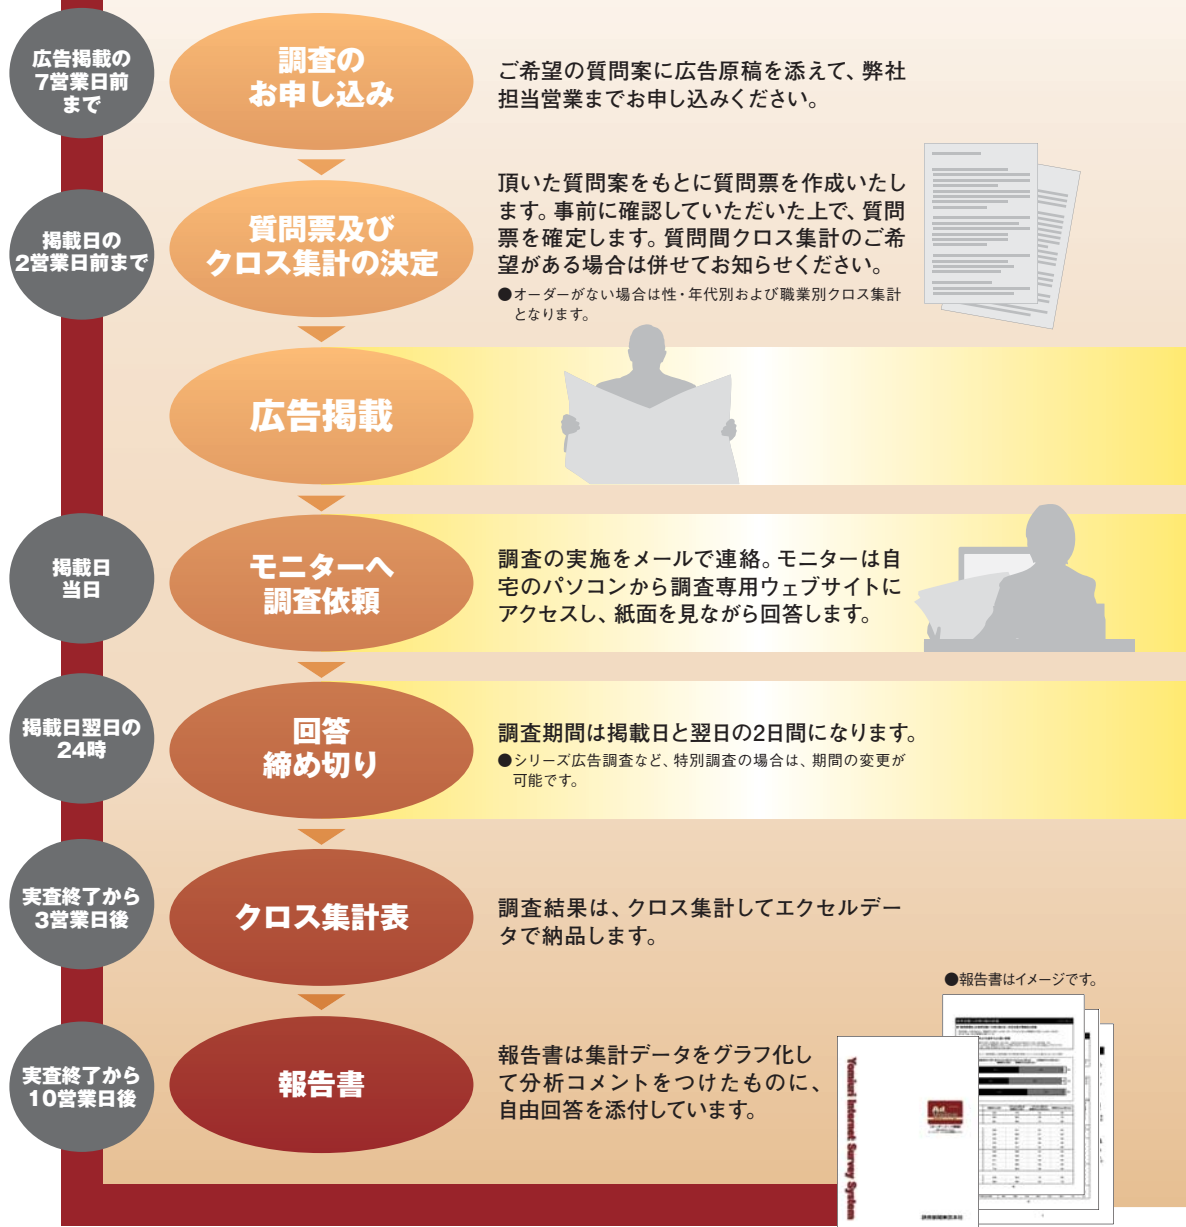 広告掲載の
7営業日前
まで
調査の
お申し込み
ご希望の質問案に広告原稿を添えて、弊社
担当営業までお申し込みください。
掲載日の
2営業日前まで
質問票及び
クロス集計の決定
頂いた質問案をもとに質問票を作成いたし
ます。事前に確認していただいた上で、質問
票を確定します。質問間クロス集計のご希
望がある場合は併せてお知らせください。
●オーダーがない場合は性・年代別および職業別クロス集計
となります。
広告掲載
掲載日
当日
モニターへ
調査依頼
調査の実施をメールで連絡。モニターは自
宅のパソコンから調査専用ウェブサイトに
アクセスし、紙面を見ながら回答します。
掲載日翌日の
24時
回答
締め切り
調査期間は掲載日と翌日の2日間になります。
●シリーズ広告調査など、特別調査の場合は、期間の変更が
可能です。
実査終了から
3営業日後
クロス集計表
調査結果は、クロス集計してエクセルデー
タで納品します。
●報告書はイメージです。
実査終了から
10営業日後
報告書
報告書は集計データをグラフ化し
て分析コメントをつけたものに、
自由回答を添付しています。
Yomiuri Internet Survey System
読売新聞東京本社